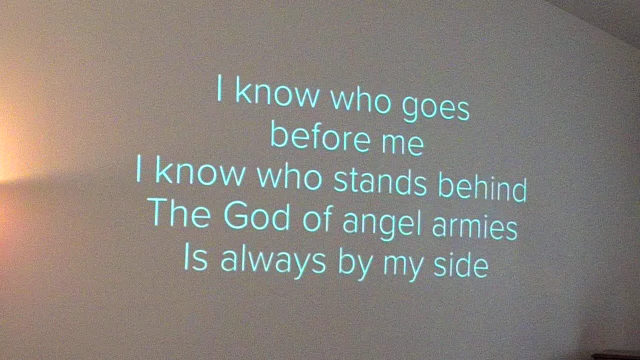 I know who goes
before me
I know who stands behind
The God of angel armies
Is always by my side